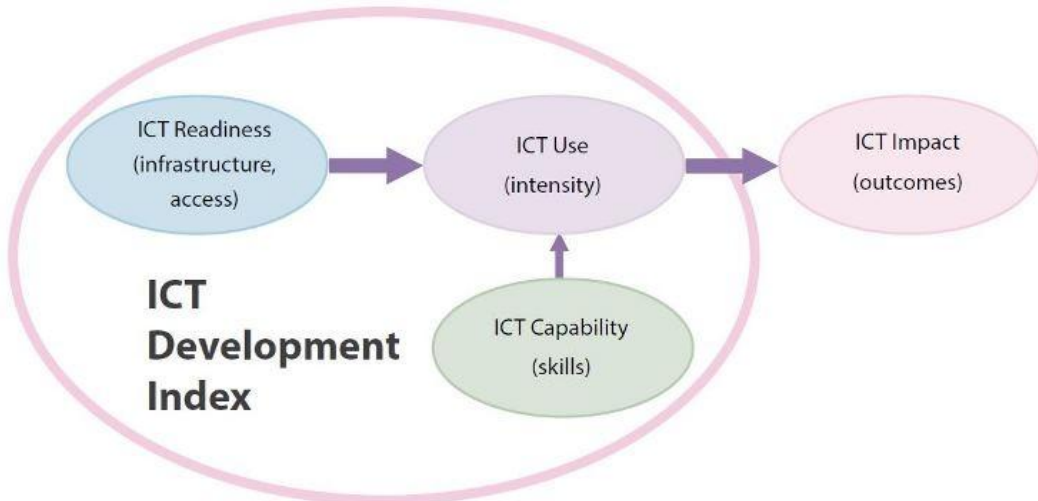 ICT Readiness
(infrastructure,
access)
ICT Use
(intensity)
ICT Impact
(outcomes)
ICT
Development
Index
ICT Capability
(skills)